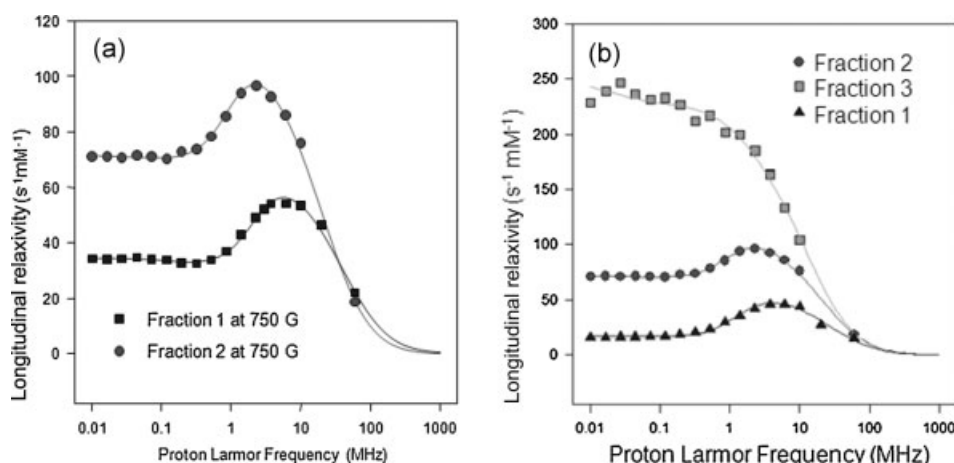 (a)
Longitudinal relaxivity (s⁻¹mM⁻¹)
120
100
80
60
40
20
0
Fraction 1 at 750 G
Fraction 2 at 750 G
0.01
0.1
1
10
100
1000
Proton Larmor Frequency (MHz)
(b)
Longitudinal relaxivity (s⁻¹ mM⁻¹)
300
250
200
150
100
50
0
Fraction 2
Fraction 3
Fraction 1
0.01
0.1
1
10
100
1000
Proton Larmor Frequency (MHz)